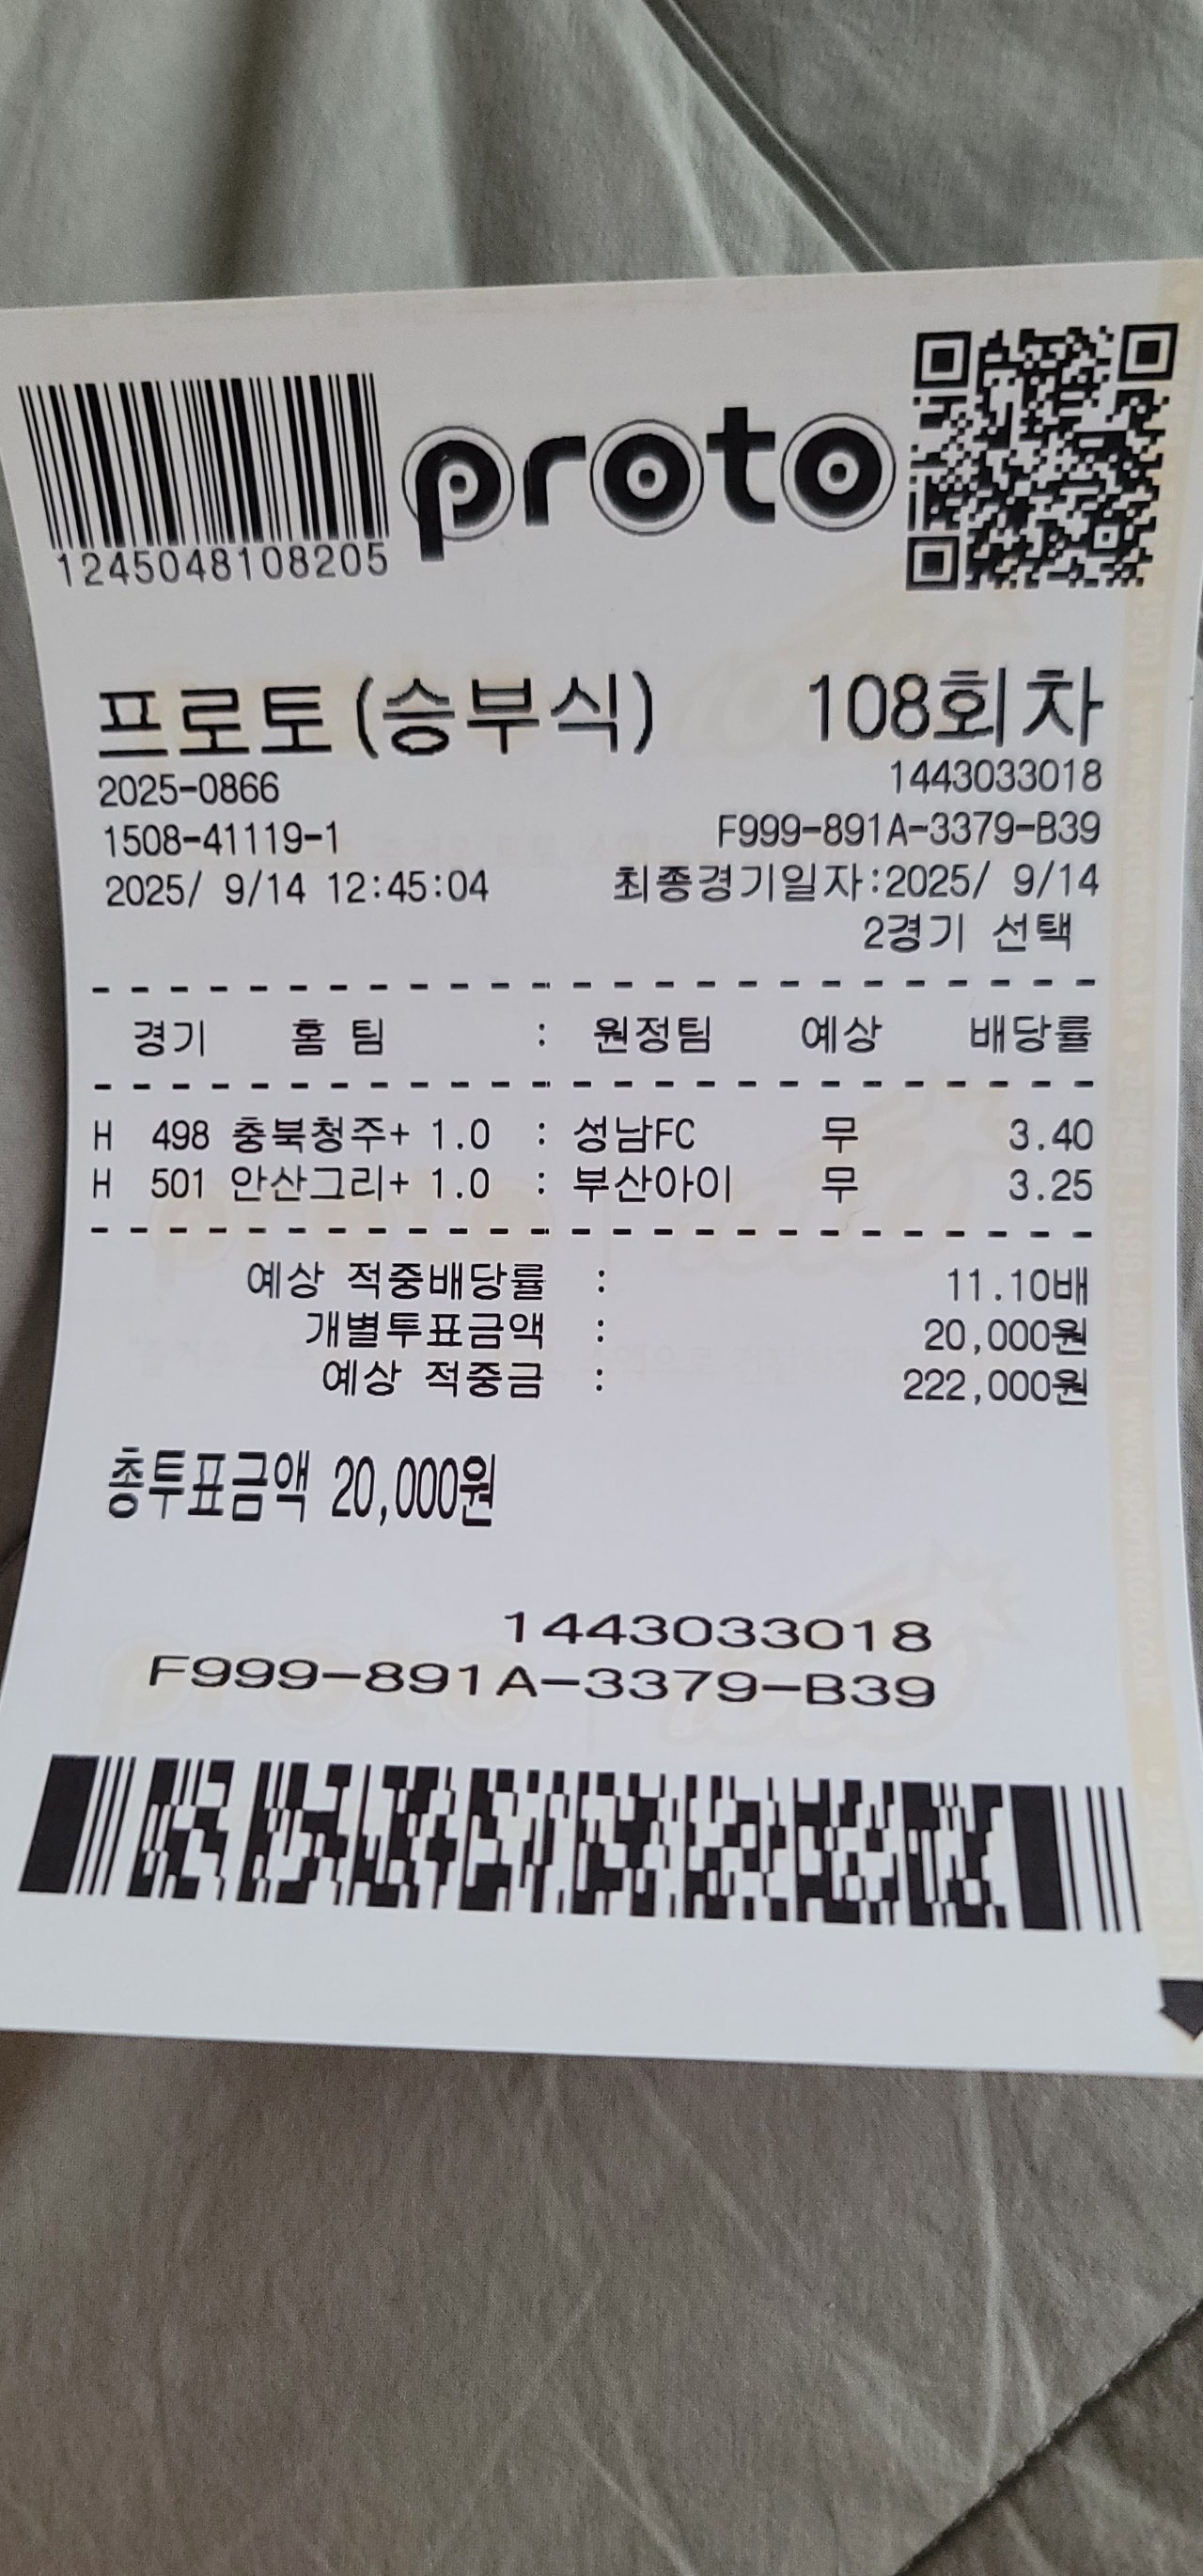 proto
1245048108205
프로토(승부식) 108회차
2025-0866 1443033018
1508-41119-1 F999-891A-3379-B39
2025/ 9/14 12:45:04 최종경기일자:2025/ 9/14
2경기 선택
경기 홈 팀 : 원정팀 예상 배당률
H 498 충북청주+ 1.0 : 성남FC 무 3.40
H 501 안산그리+ 1.0 : 부산아이 무 3.25
예상 적중배당률 : 11.10배
개별투표금액 : 20,000원
예상 적중금 : 222,000원
총투표금액 20,000원
1443033018
F999-891A-3379-B39